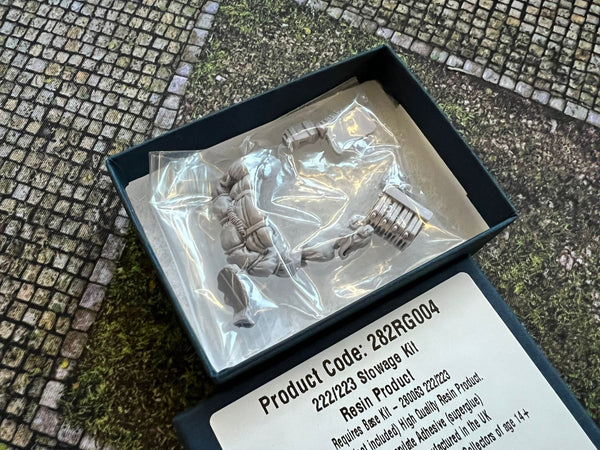 Product Code: 282RG004
222/223 Stowage Kit
Resin Product
Requires Base Kit – 280063 222/223
included) High Quality Resin Product.
Adhesive (superglue)
in the UK
Collectors of age 14+